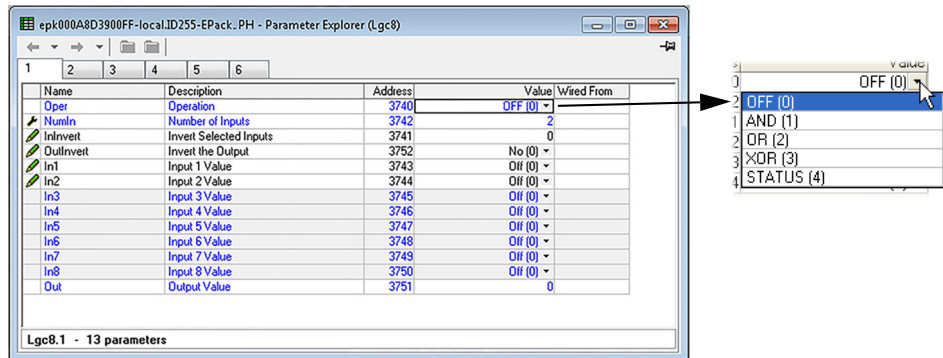 epk000A8D3900FF-local.ID255-EPack_PH - Parameter Explorer (Lgc8)
1 2 3 4 5 6
Name Description Address Value Wired From
Oper Operation 3740 OFF (0)
NumIn Number of Inputs 3742 2
InInvert Invert Selected Inputs 3741 0
OutInvert Invert the Output 3752 No (0)
In1 Input 1 Value 3743 Off (0)
In2 Input 2 Value 3744 Off (0)
In3 Input 3 Value 3745 Off (0)
In4 Input 4 Value 3746 Off (0)
In5 Input 5 Value 3747 Off (0)
In6 Input 6 Value 3748 Off (0)
In7 Input 7 Value 3749 Off (0)
In8 Input 8 Value 3750 Off (0)
Out Output Value 3751 0
Lgc8.1 - 13 parameters
Value
OFF (0)
OFF (0)
AND (1)
OR (2)
XOR (3)
STATUS (4)